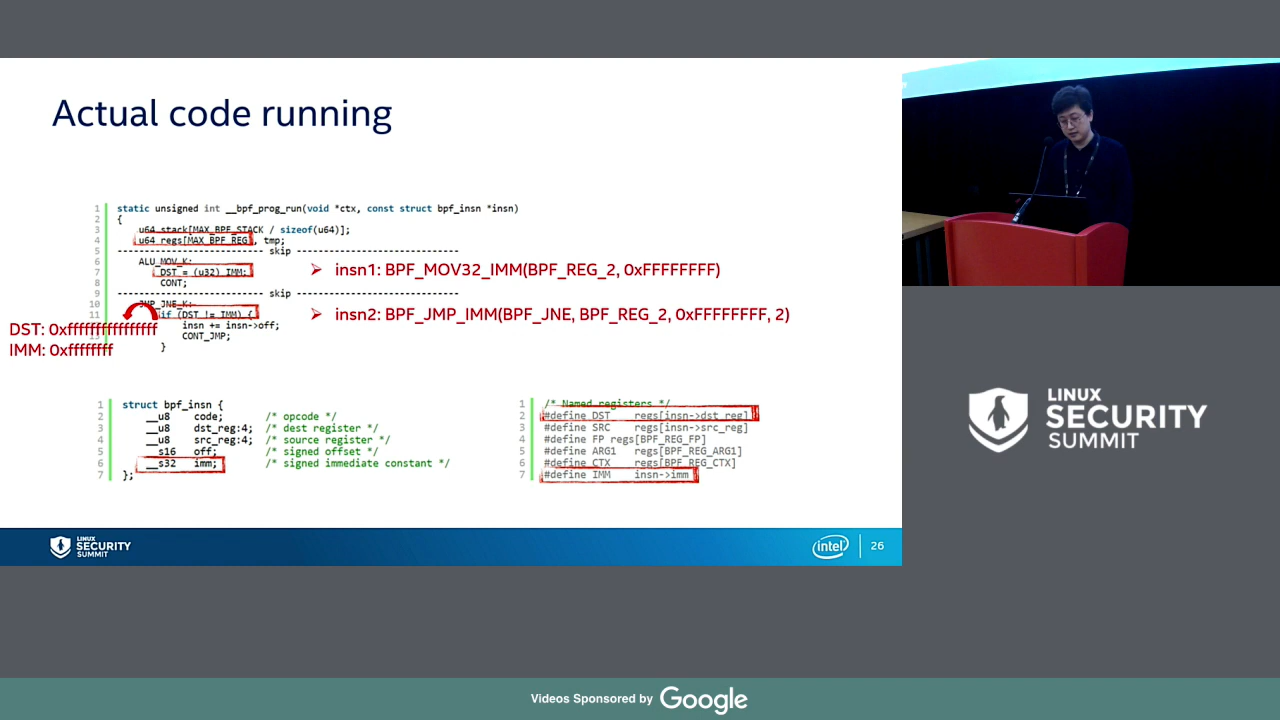 Actual code running
1 static unsigned int __bpf_prog_run(void *ctx, const struct bpf_insn *insn)
2 {
3 u64 stack[MAX_BPF_STACK / sizeof(u64)];
4 u64 regs[MAX_BPF_REG], tmp;
5 ---------------------------- skip ------------------------------
6 ALU_MOV_K:
7 DST = (u32) IMM;
8 CONT;
9 ---------------------------- skip ------------------------------
10 JMP_JNE_K:
11 if (DST != IMM) {
insn += insn->off;
13 CONT_JMP;
}
➢ insn1: BPF_MOV32_IMM(BPF_REG_2, 0xFFFFFFFF)
➢ insn2: BPF_JMP_IMM(BPF_JNE, BPF_REG_2, 0xFFFFFFFF, 2)
DST: 0xffffffffffffffff
IMM: 0xffffffff
1 struct bpf_insn {
2 __u8 code; /* opcode */
3 __u8 dst_reg:4; /* dest register */
4 __u8 src_reg:4; /* source register */
5 __s16 off; /* signed offset */
6 __s32 imm; /* signed immediate constant */
7 };
1 /* Named registers */
2 #define DST regs[insn->dst_reg]
3 #define SRC regs[insn->src_reg]
4 #define FP regs[BPF_REG_FP]
5 #define ARG1 regs[BPF_REG_ARG1]
6 #define CTX regs[BPF_REG_CTX]
7 #define IMM insn->imm
LINUX
SECURITY
SUMMIT
intel
26
LINUX
SECURITY
SUMMIT
Videos Sponsored by Google